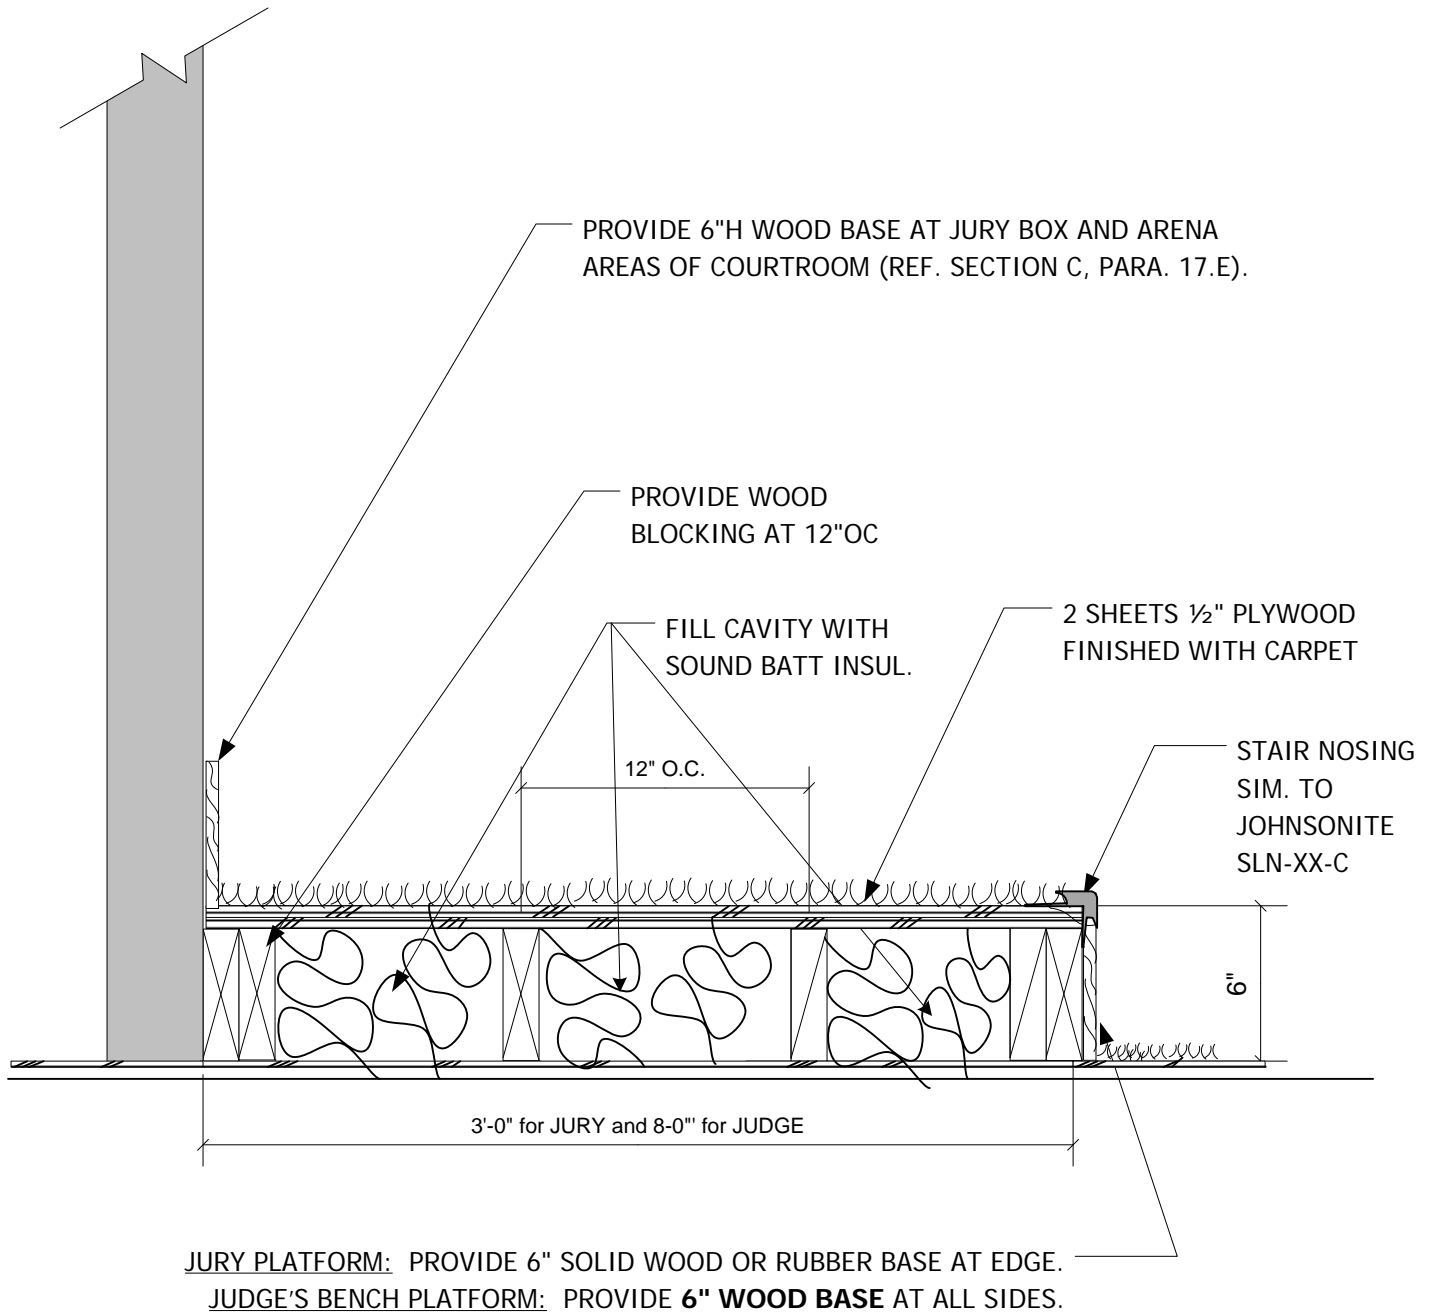 PROVIDE 6"H WOOD BASE AT JURY BOX AND ARENA
AREAS OF COURTROOM (REF. SECTION C, PARA. 17.E).
PROVIDE WOOD
BLOCKING AT 12"OC
FILL CAVITY WITH
SOUND BATT INSUL.
2 SHEETS ½" PLYWOOD
FINISHED WITH CARPET
STAIR NOSING
SIM. TO
JOHNSONITE
SLN-XX-C
12" O.C.
6"
3'-0" for JURY and 8-0"' for JUDGE
JURY PLATFORM: PROVIDE 6" SOLID WOOD OR RUBBER BASE AT EDGE.
JUDGE'S BENCH PLATFORM: PROVIDE 6" WOOD BASE AT ALL SIDES.